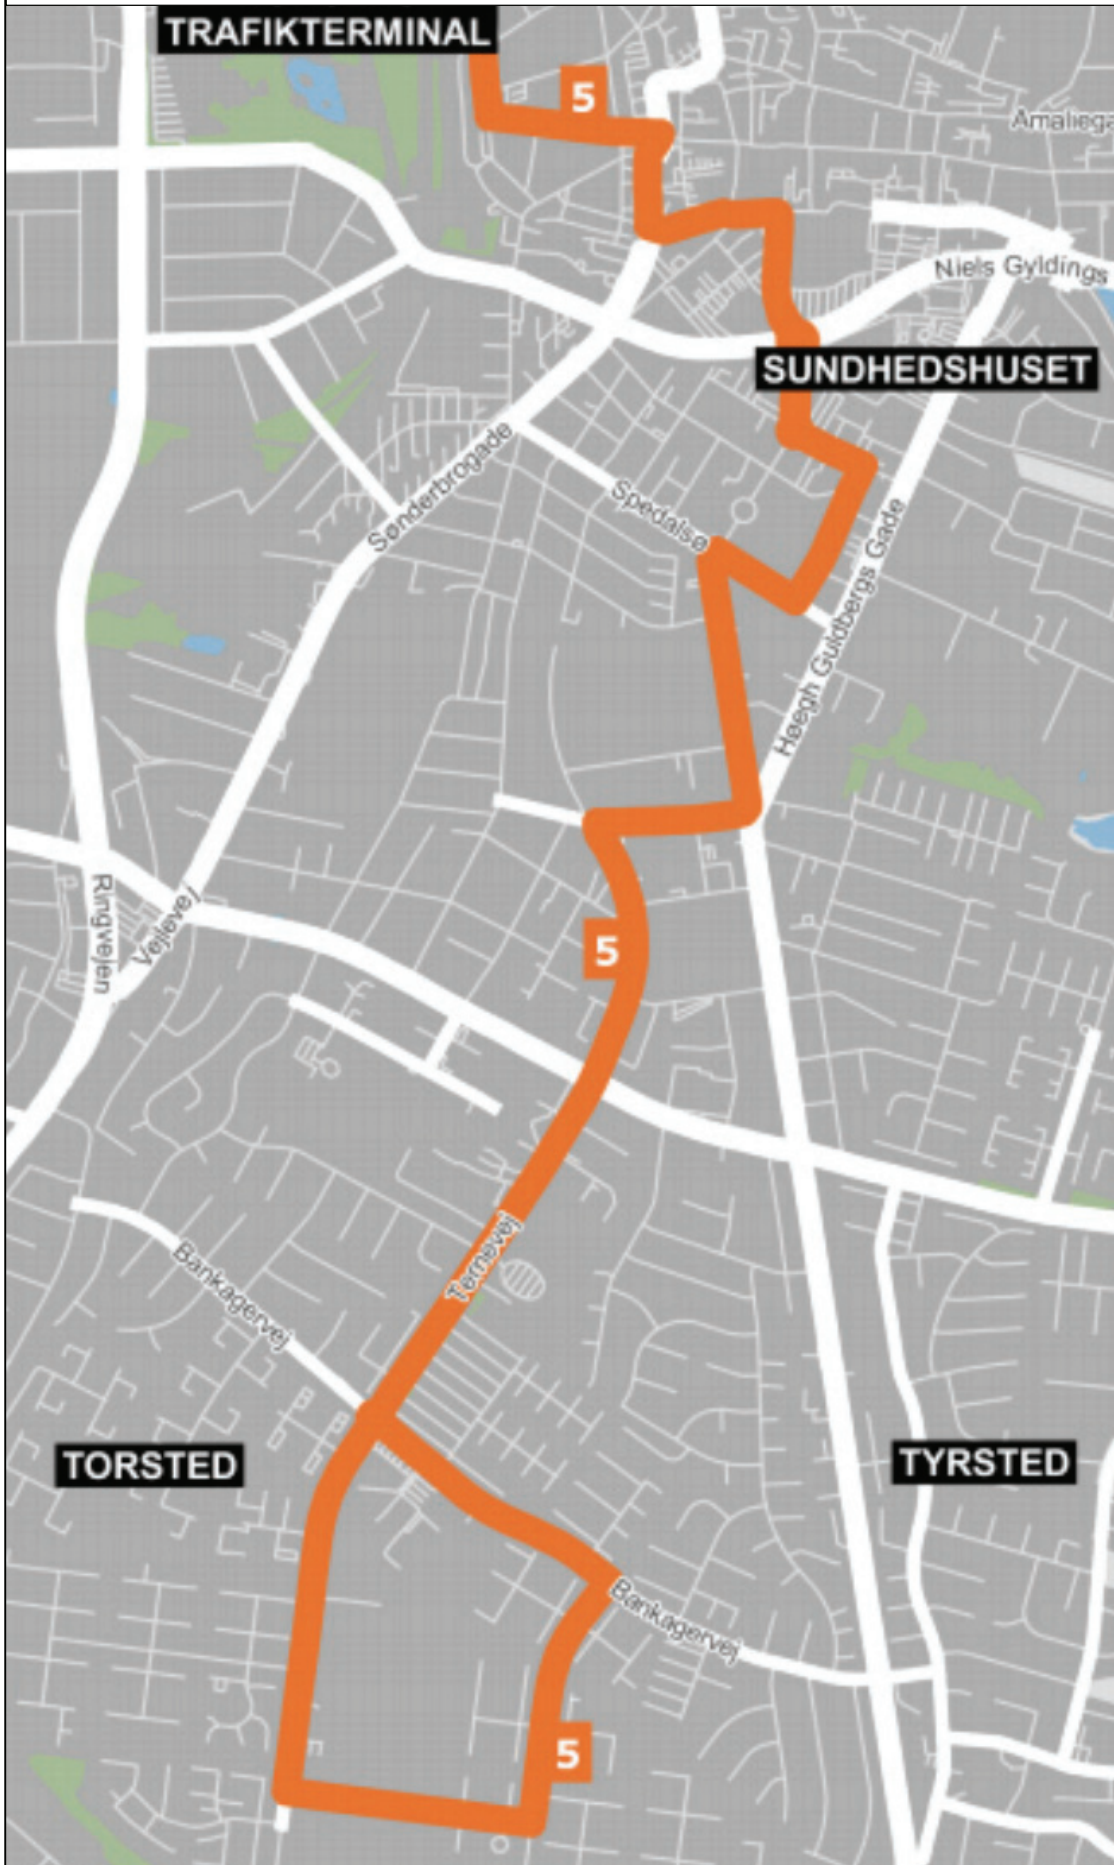 TRAFIKTERMINAL
5
Amaliega
Niels Gyldings
SUNDHEDSHUSET
Sønderbrogade
Spedalsø
Høegh Guldbergs Gade
Ringvejen
Vejlevej
5
Ternevej
Bankagervej
TORSTED
TYRSTED
Bankagervej
5